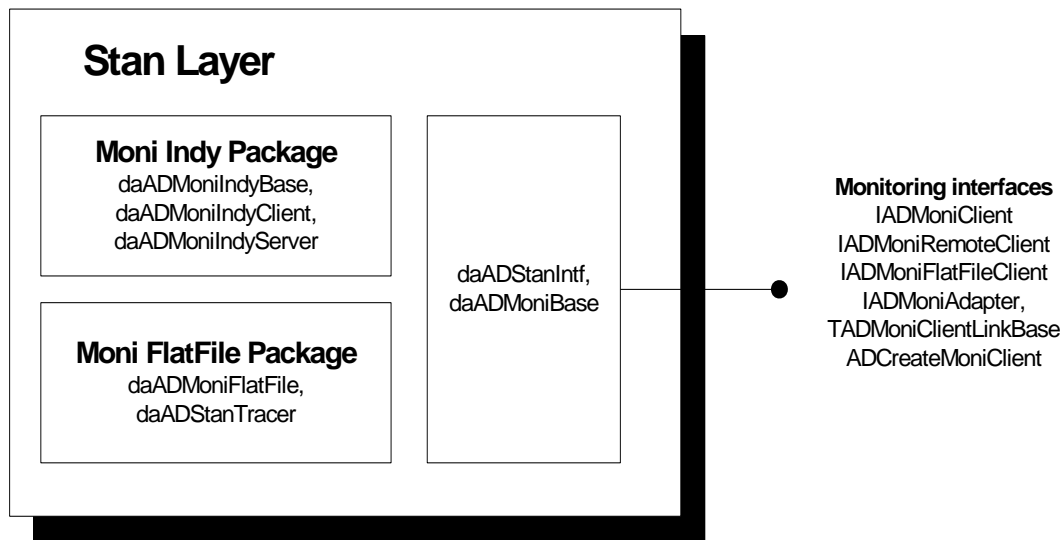 Stan Layer
Moni Indy Package
daADMoniIndyBase,
daADMoniIndyClient,
daADMoniIndyServer
Moni FlatFile Package
daADMoniFlatFile,
daADStanTracer
daADStanIntf,
daADMoniBase
Monitoring interfaces
IADMoniClient
IADMoniRemoteClient
IADMoniFlatFileClient
IADMoniAdapter,
TADMoniClientLinkBase
ADCreateMoniClient